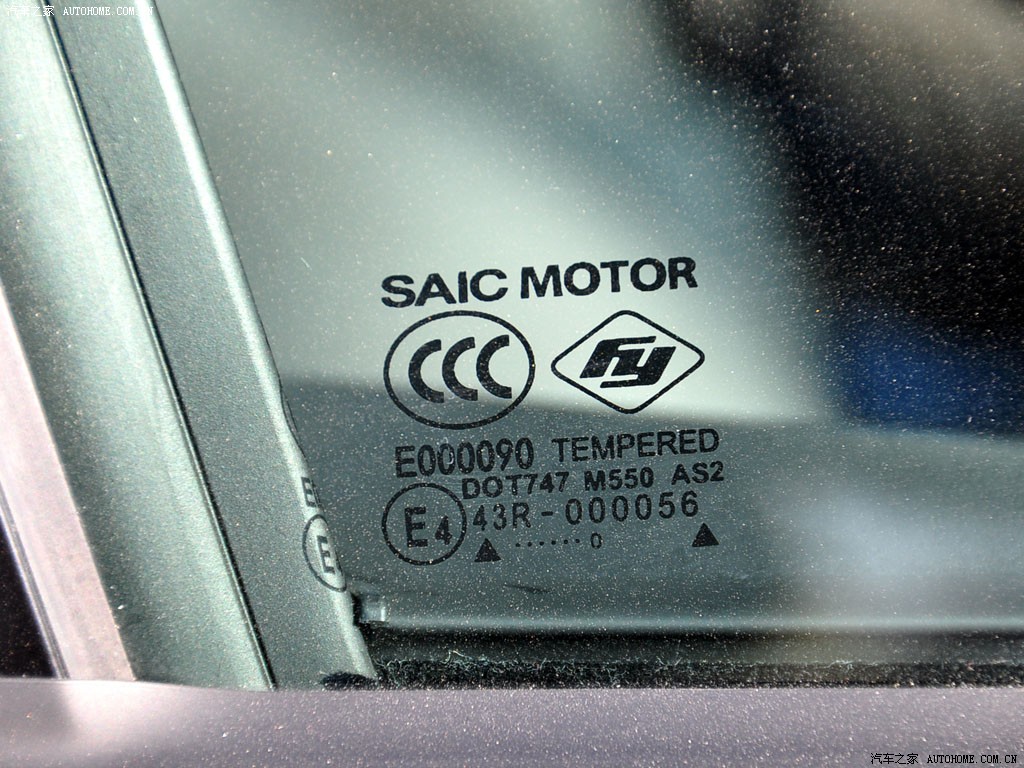 汽车之家 AUTOHOME.COM.CN
SAIC MOTOR
CCC FY
E000090 TEMPERED
DOT747 M550 AS2
E4 43R-000056
▲ ······0 ▲
E
E
汽车之家 AUTOHOME.COM.CN